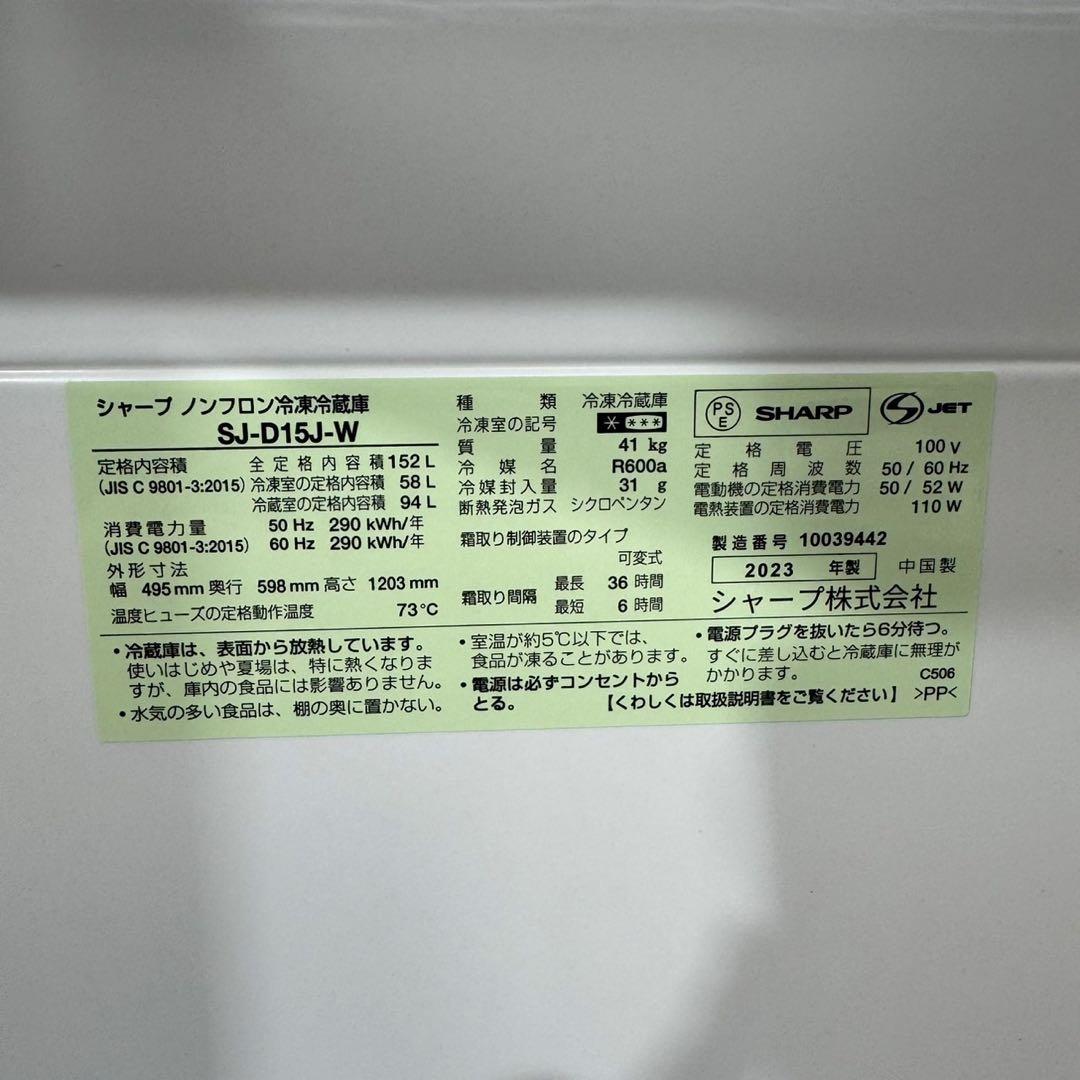 シャープ ノンフロン冷凍冷蔵庫
SJ-D15J-W
定格内容積 全定格内容積 152 L
(JIS C 9801-3:2015) 冷凍室の定格内容積 58 L
冷蔵室の定格内容積 94 L
消費電力量 50 Hz 290 kWh/年
(JIS C 9801-3:2015) 60 Hz 290 kWh/年
外形寸法
幅 495 mm 奥行 598 mm 高さ 1203 mm
温度ヒューズの定格動作温度 73℃
種類 冷凍冷蔵庫
冷凍室の記号 * ***
質量 41 kg
冷媒名 R600a
冷媒封入量 31 g
断熱発泡ガス シクロペンタン
霜取り制御装置のタイプ
可変式
霜取り間隔 最長 36 時間
最短 6 時間
PS E SHARP S JET
定格電圧 100 V
定格周波数 50 / 60 Hz
電動機の定格消費電力 50 / 52 W
電熱装置の定格消費電力 110 W
製造番号 10039442
2023 年製 中国製
シャープ株式会社
・冷蔵庫は、表面から放熱しています。
使いはじめや夏場は、特に熱くなりま
すが、庫内の食品には影響ありません。
・水気の多い食品は、棚の奥に置かない。
・室温が約5℃以下では、
食品が凍ることがあります。
・電源は必ずコンセントから
とる。
・電源プラグを抜いたら6分待つ。
すぐに差し込むと冷蔵庫に無理が
かかります。 C506
【くわしくは取扱説明書をご覧ください】 >PP<